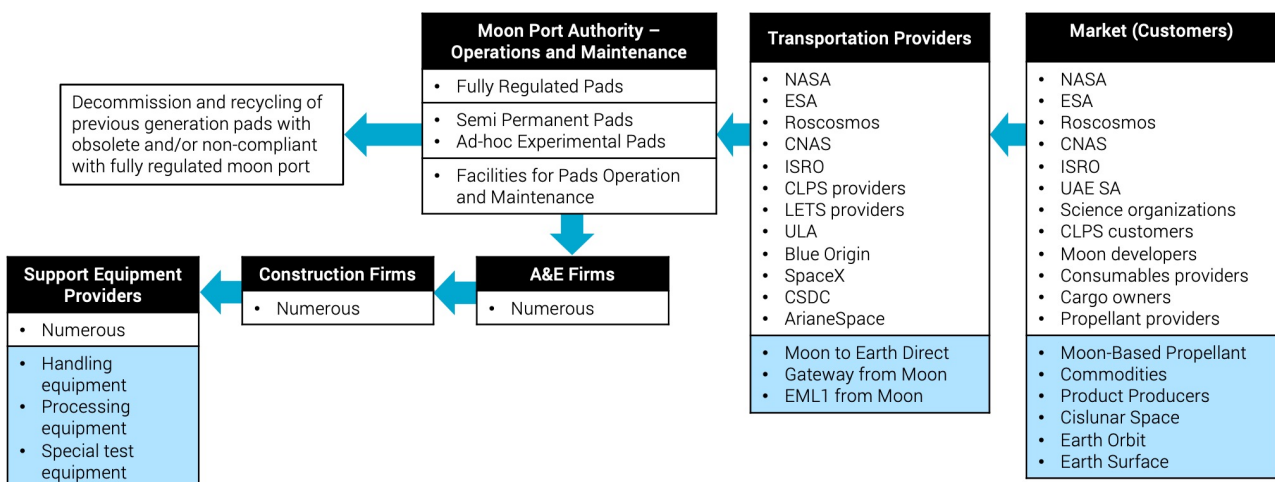 Decommission and recycling of
previous generation pads with
obsolete and/or non-compliant
with fully regulated moon port
Moon Port Authority –
Operations and Maintenance
• Fully Regulated Pads
• Semi Permanent Pads
• Ad-hoc Experimental Pads
• Facilities for Pads Operation
and Maintenance
Transportation Providers
• NASA
• ESA
• Roscosmos
• CNAS
• ISRO
• CLPS providers
• LETS providers
• ULA
• Blue Origin
• SpaceX
• CSDC
• ArianeSpace
• Moon to Earth Direct
• Gateway from Moon
• EML1 from Moon
Market (Customers)
• NASA
• ESA
• Roscosmos
• CNAS
• ISRO
• UAE SA
• Science organizations
• CLPS customers
• Moon developers
• Consumables providers
• Cargo owners
• Propellant providers
• Moon-Based Propellant
• Commodities
• Product Producers
• Cislunar Space
• Earth Orbit
• Earth Surface
Support Equipment
Providers
• Numerous
• Handling
equipment
• Processing
equipment
• Special test
equipment
Construction Firms
• Numerous
A&E Firms
• Numerous